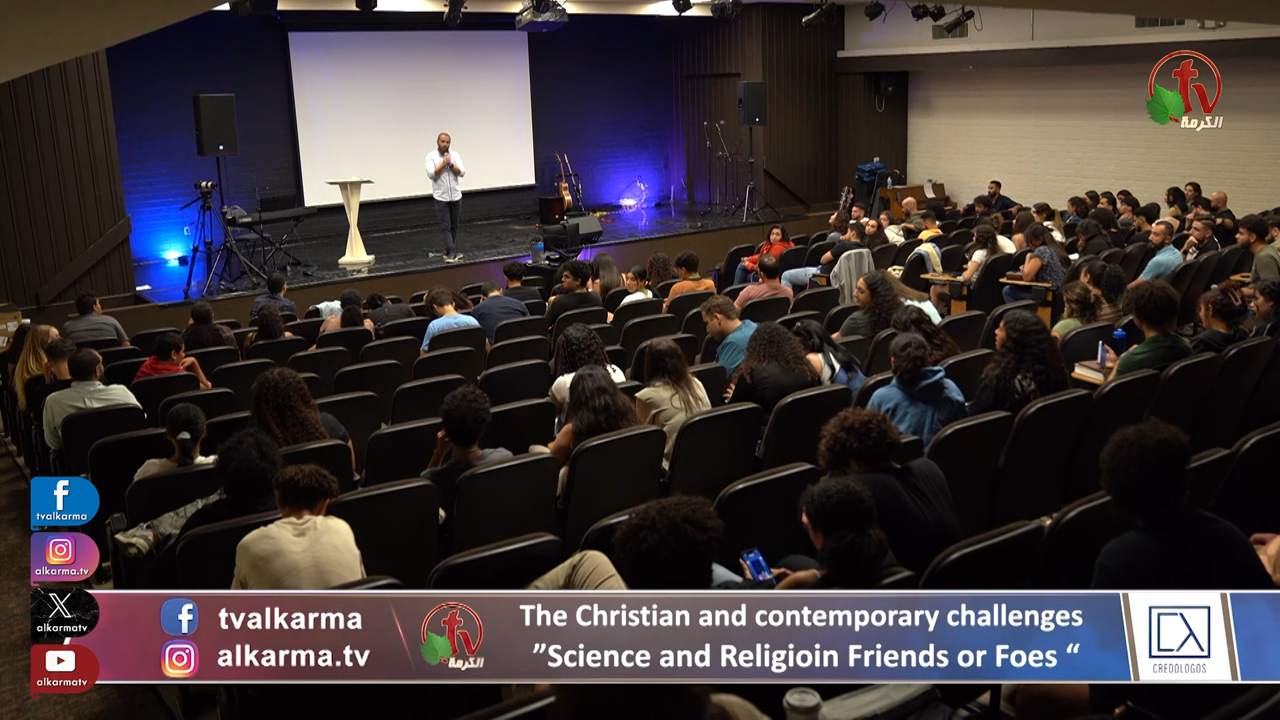 tv
الكرمة
f
tvalkarma
alkarma.tv
X
alkarmatv
alkarmatv
f tvalkarma
alkarma.tv
tv
الكرمة
The Christian and contemporary challenges
”Science and Religioin Friends or Foes “
CREDOLOGOS